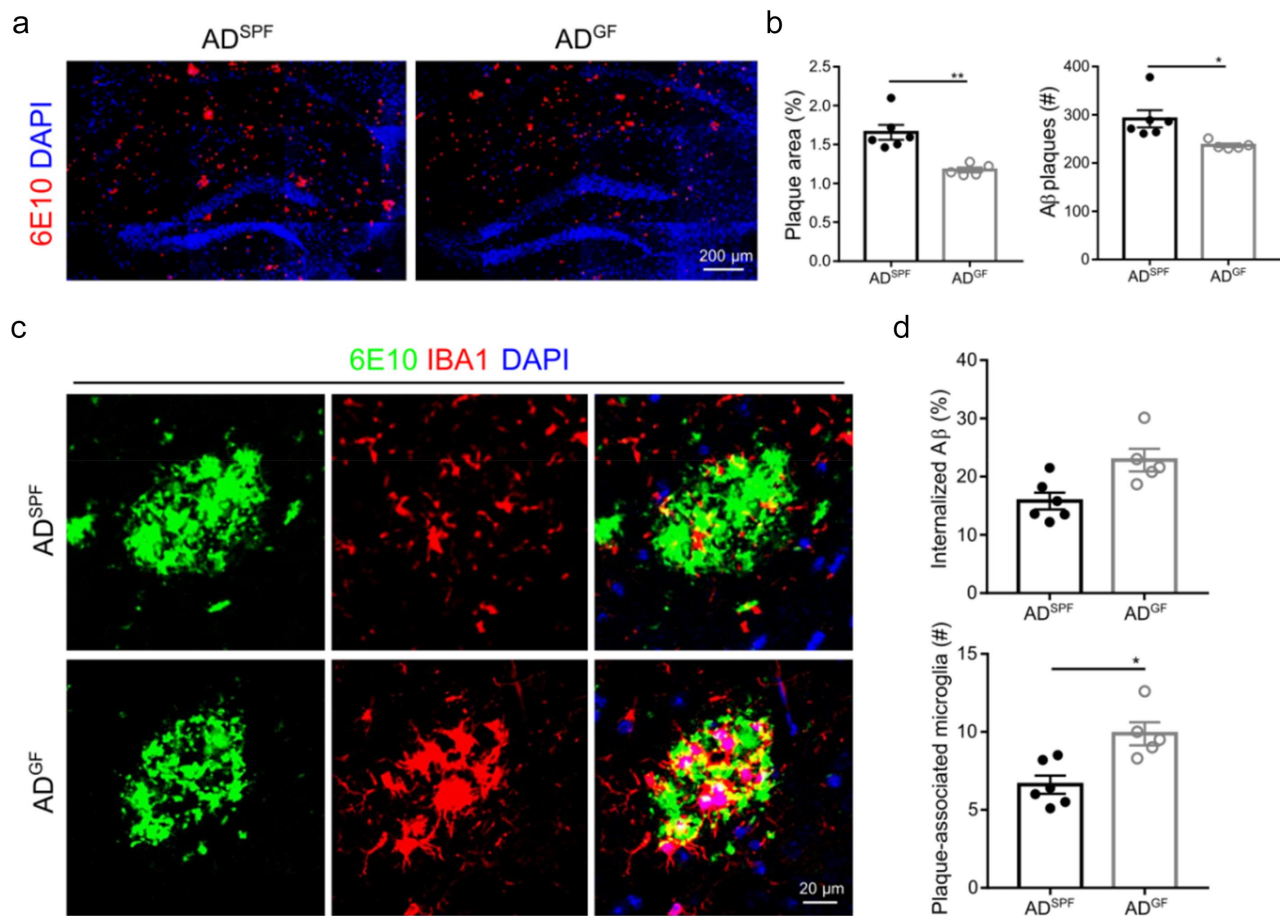 a
AD^SPF
AD^GF
6E10 DAPI
200 µm
b
Plaque area (%)
2.5
2.0
1.5
1.0
0.5
0.0
**
AD^SPF
AD^GF
Aβ plaques (#)
400
300
200
100
0
*
AD^SPF
AD^GF
c
6E10 IBA1 DAPI
AD^SPF
AD^GF
20 µm
d
Internalized Aβ (%)
40
30
20
10
0
AD^SPF
AD^GF
Plaque-associated microglia (#)
15
10
5
0
*
AD^SPF
AD^GF